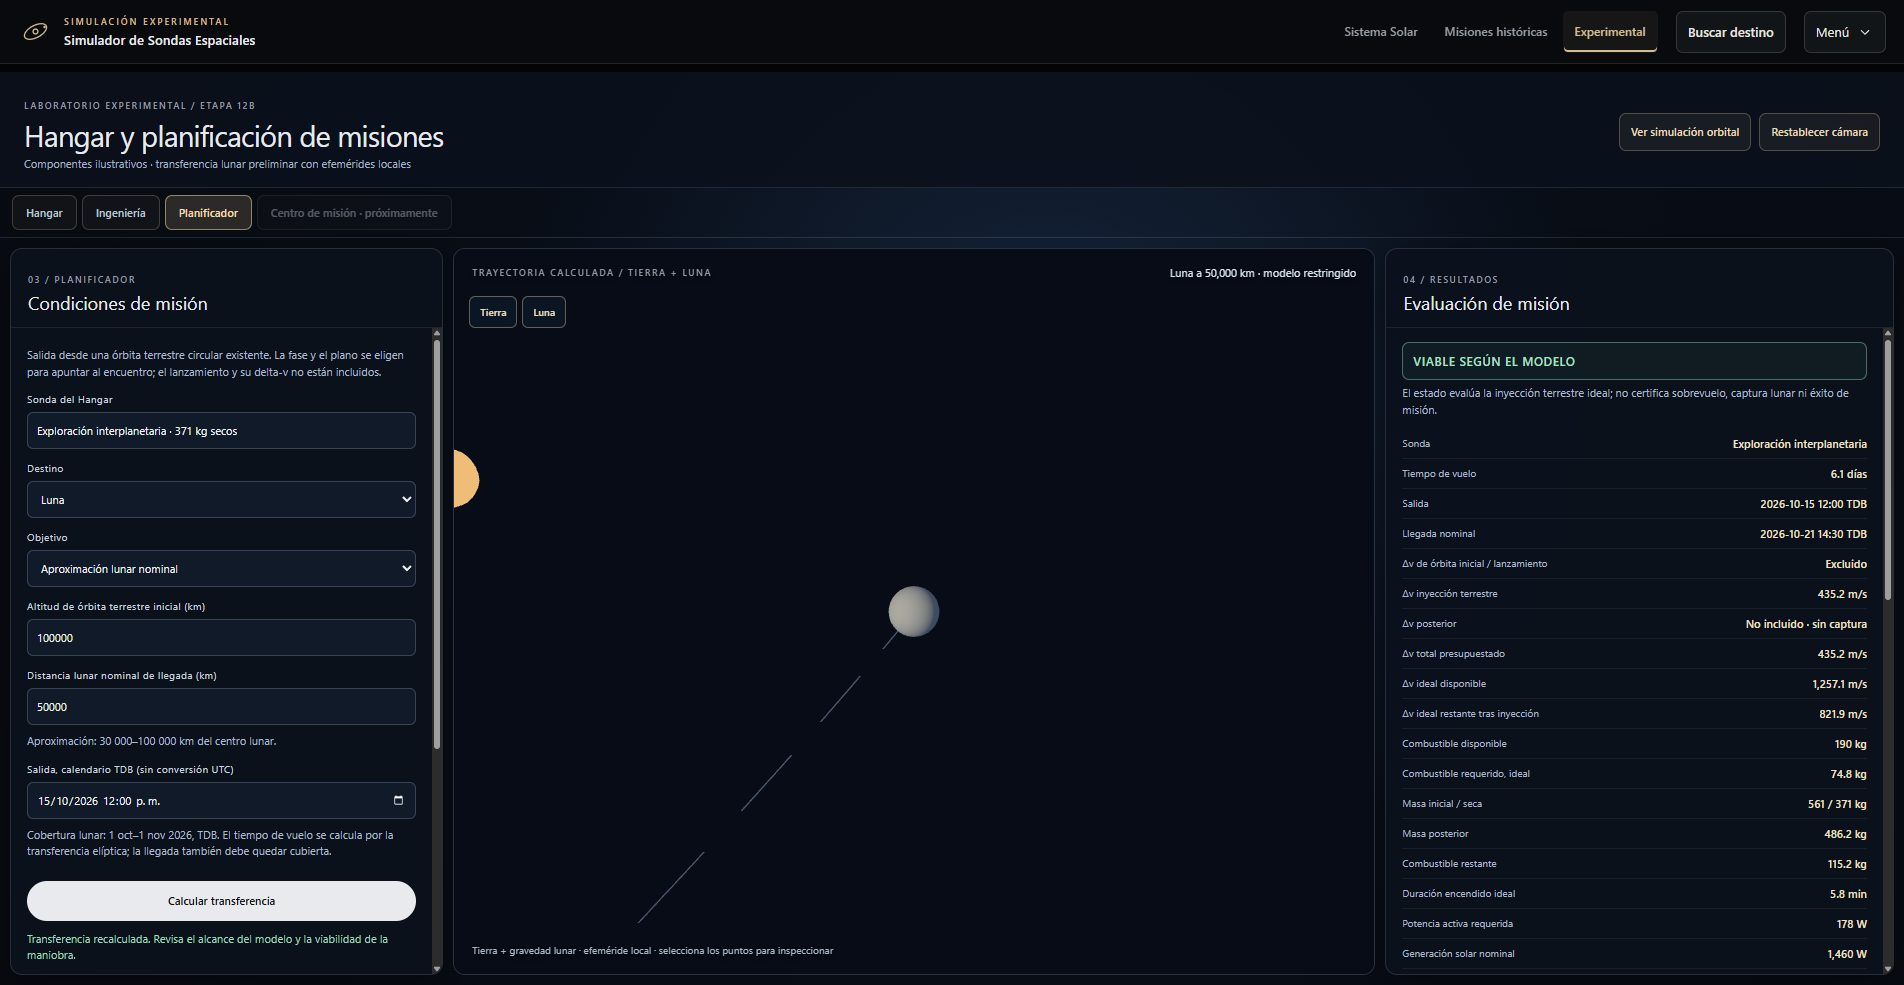 SIMULACIÓN EXPERIMENTAL
Simulador de Sondas Espaciales
Sistema Solar
Misiones históricas
Experimental
Buscar destino
Menú
LABORATORIO EXPERIMENTAL / ETAPA 12B
Hangar y planificación de misiones
Componentes ilustrativos · transferencia lunar preliminar con efemérides locales
Ver simulación orbital
Restablecer cámara
Hangar
Ingeniería
Planificador
Centro de misión · próximamente
03 / PLANIFICADOR
Condiciones de misión
Salida desde una órbita terrestre circular existente. La fase y el plano se eligen
para apuntar al encuentro; el lanzamiento y su delta-v no están incluidos.
Sonda del Hangar
Exploración interplanetaria · 371 kg secos
Destino
Luna
Objetivo
Aproximación lunar nominal
Altitud de órbita terrestre inicial (km)
100000
Distancia lunar nominal de llegada (km)
50000
Aproximación: 30 000–100 000 km del centro lunar.
Salida, calendario TDB (sin conversión UTC)
15/10/2026 12:00 p. m.
Cobertura lunar: 1 oct–1 nov 2026, TDB. El tiempo de vuelo se calcula por la
transferencia elíptica; la llegada también debe quedar cubierta.
Calcular transferencia
Transferencia recalculada. Revisa el alcance del modelo y la viabilidad de la
maniobra.
TRAYECTORIA CALCULADA / TIERRA + LUNA
Luna a 50,000 km · modelo restringido
Tierra
Luna
Tierra + gravedad lunar · efeméride local · selecciona los puntos para inspeccionar
04 / RESULTADOS
Evaluación de misión
VIABLE SEGÚN EL MODELO
El estado evalúa la inyección terrestre ideal; no certifica sobrevuelo, captura lunar ni éxito de
misión.
Sonda Exploración interplanetaria
Tiempo de vuelo 6.1 días
Salida 2026-10-15 12:00 TDB
Llegada nominal 2026-10-21 14:30 TDB
Δv de órbita inicial / lanzamiento Excluido
Δv inyección terrestre 435.2 m/s
Δv posterior No incluido · sin captura
Δv total presupuestado 435.2 m/s
Δv ideal disponible 1,257.1 m/s
Δv ideal restante tras inyección 821.9 m/s
Combustible disponible 190 kg
Combustible requerido, ideal 74.8 kg
Masa inicial / seca 561 / 371 kg
Masa posterior 486.2 kg
Combustible restante 115.2 kg
Duración encendido ideal 5.8 min
Potencia activa requerida 178 W
Generación solar nominal 1,460 W